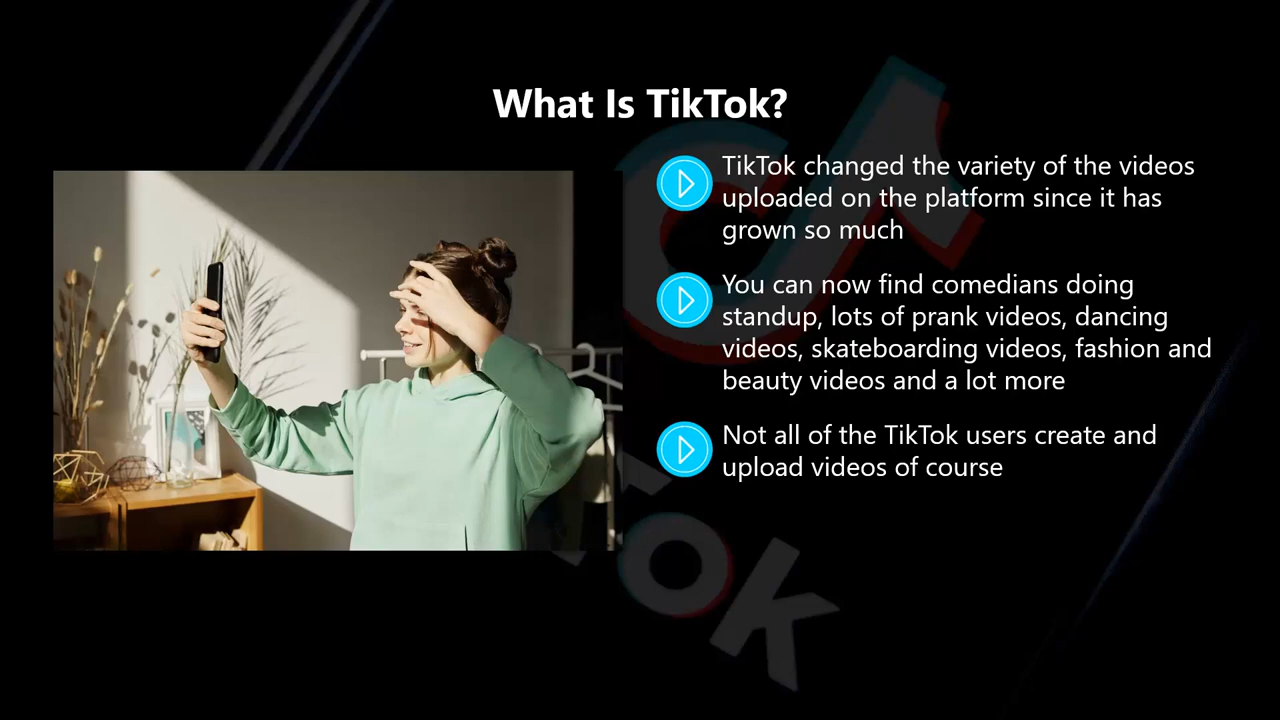 What Is TikTok?
TikTok changed the variety of the videos
uploaded on the platform since it has
grown so much
You can now find comedians doing
standup, lots of prank videos, dancing
videos, skateboarding videos, fashion and
beauty videos and a lot more
Not all of the TikTok users create and
upload videos of course
Tok